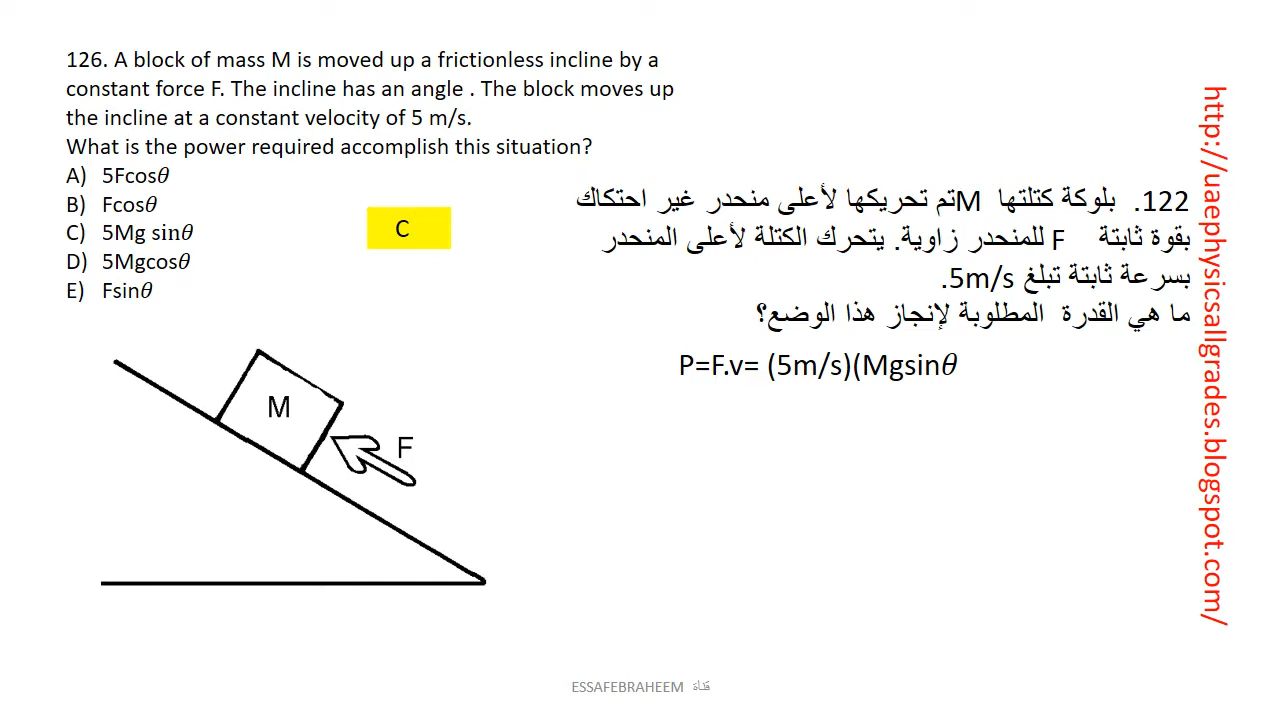 126. A block of mass M is moved up a frictionless incline by a
constant force F. The incline has an angle . The block moves up
the incline at a constant velocity of 5 m/s.
What is the power required accomplish this situation?
A) 5Fcosθ
B) Fcosθ
C) 5Mg sinθ
D) 5Mgcosθ
E) Fsinθ
C
122. بلوكة كتلتها M تم تحريكها لأعلى منحدر غير احتكاك
بقوة ثابتة F للمنحدر زاوية. يتحرك الكتلة لأعلى المنحدر
بسرعة ثابتة تبلغ 5m/s.
ما هي القدرة المطلوبة لإنجاز هذا الوضع؟
P=F.v= (5m/s)(Mgsinθ
M
F
http://uaephysicsallgrades.blogspot.com/
ESSAFEBRAHEEM قناة